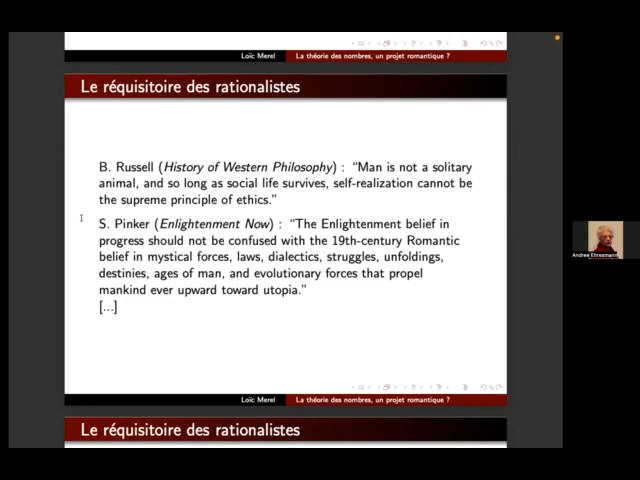 Loïc Merel La théorie des nombres, un projet romantique ?
Le réquisitoire des rationalistes
B. Russell (History of Western Philosophy) : “Man is not a solitary
animal, and so long as social life survives, self-realization cannot be
the supreme principle of ethics.”
S. Pinker (Enlightenment Now) : “The Enlightenment belief in
progress should not be confused with the 19th-century Romantic
belief in mystical forces, laws, dialectics, struggles, unfoldings,
destinies, ages of man, and evolutionary forces that propel
mankind ever upward toward utopia.”
[...]
Andree Ehresmann
Loïc Merel La théorie des nombres, un projet romantique ?
Le réquisitoire des rationalistes